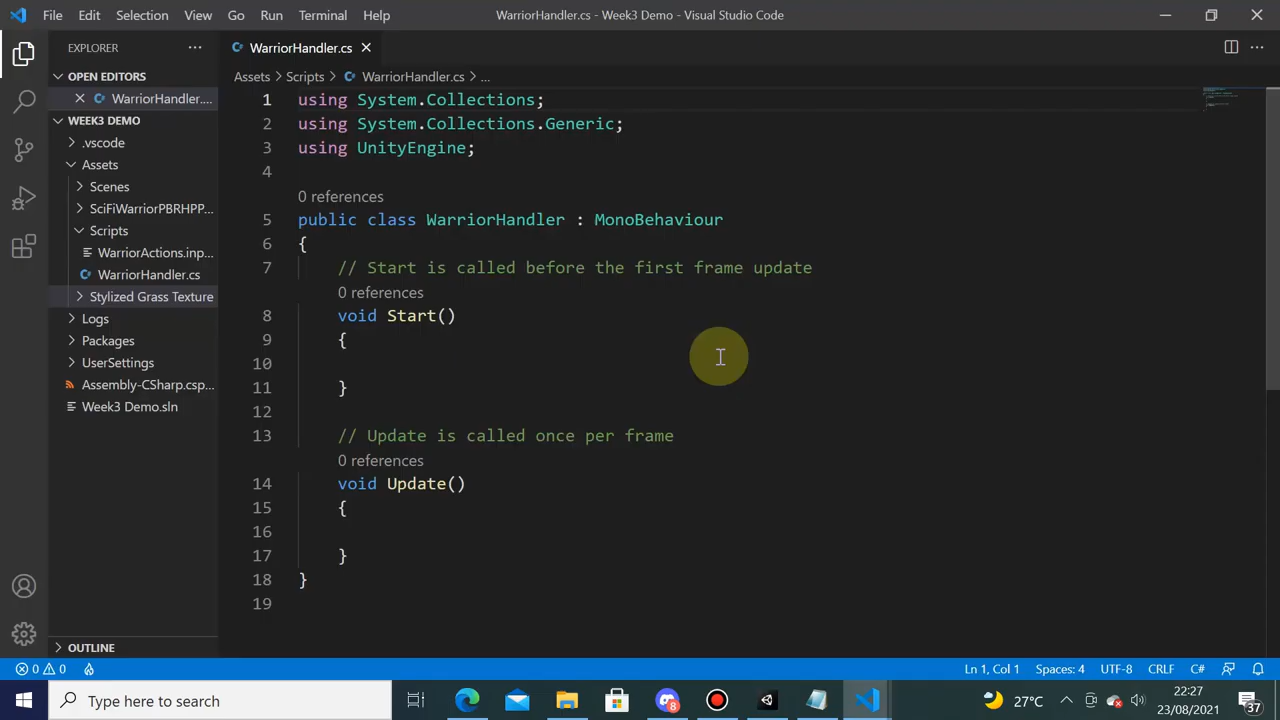 File Edit Selection View Go Run Terminal Help WarriorHandler.cs - Week3 Demo - Visual Studio Code
EXPLORER
OPEN EDITORS
WarriorHandler....
WEEK3 DEMO
.vscode
Assets
Scenes
SciFiWarriorPBRHPP...
Scripts
WarriorActions.inp...
WarriorHandler.cs
Stylized Grass Texture
Logs
Packages
UserSettings
Assembly-CSharp.csp...
Week3 Demo.sln
OUTLINE
WarriorHandler.cs
Assets > Scripts > WarriorHandler.cs > ...
1 using System.Collections;
2 using System.Collections.Generic;
3 using UnityEngine;
4
0 references
5 public class WarriorHandler : MonoBehaviour
6 {
7 // Start is called before the first frame update
0 references
8 void Start()
9 {
10
11 }
12
13 // Update is called once per frame
0 references
14 void Update()
15 {
16
17 }
18 }
19
0 0 Ln 1, Col 1 Spaces: 4 UTF-8 CRLF C#
Type here to search 8 27°C 22:27 37
23/08/2021